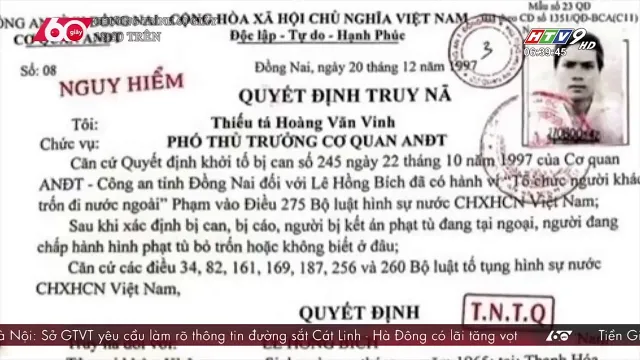 60 giây
CỘNG HÒA XÃ HỘI CHỦ NGHĨA VIỆT NAM
Mẫu số 23 QĐ
CƠ QUAN ANĐT
Độc lập - Tự do - Hạnh Phúc
CĐ số 1351/QĐ-BCA(C11)
HTV9 HD
06:39:45
3
Số: 08
Đồng Nai, ngày 20 tháng 12 năm 1997
NGUY HIỂM
QUYẾT ĐỊNH TRUY NÃ
Tôi: Thiếu tá Hoàng Văn Vinh
Chức vụ: PHÓ THỦ TRƯỞNG CƠ QUAN ANĐT
Căn cứ Quyết định khởi tố bị can số 245 ngày 22 tháng 10 năm 1997 của Cơ quan
ANĐT - Công an tỉnh Đồng Nai đối với Lê Hồng Bích đã có hành vi "Tổ chức người khác
trốn đi nước ngoài" Phạm vào Điều 275 Bộ luật hình sự nước CHXHCN Việt Nam;
Sau khi xác định bị can, bị cáo, người bị kết án phạt tù đang tại ngoại, người đang
chấp hành hình phạt tù bỏ trốn hoặc không biết ở đâu;
Căn cứ các điều 34, 82, 161, 169, 187, 256 và 260 Bộ luật tố tụng hình sự nước
CHXHCN Việt Nam,
QUYẾT ĐỊNH
T.N.T.Q
à Nội: Sở GTVT yêu cầu làm rõ thông tin đường sắt Cát Linh - Hà Đông có lãi tăng vọt
60
Tiền G
LÊ HỒNG BÍCH